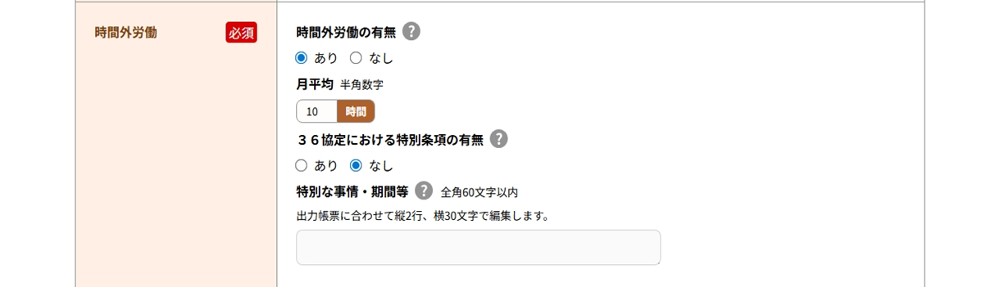 時間外労働 必須
時間外労働の有無 ?
あり なし
月平均 半角数字
10 時間
３６協定における特別条項の有無 ?
あり なし
特別な事情・期間等 ? 全角60文字以内
出力帳票に合わせて縦2行、横30文字で編集します。